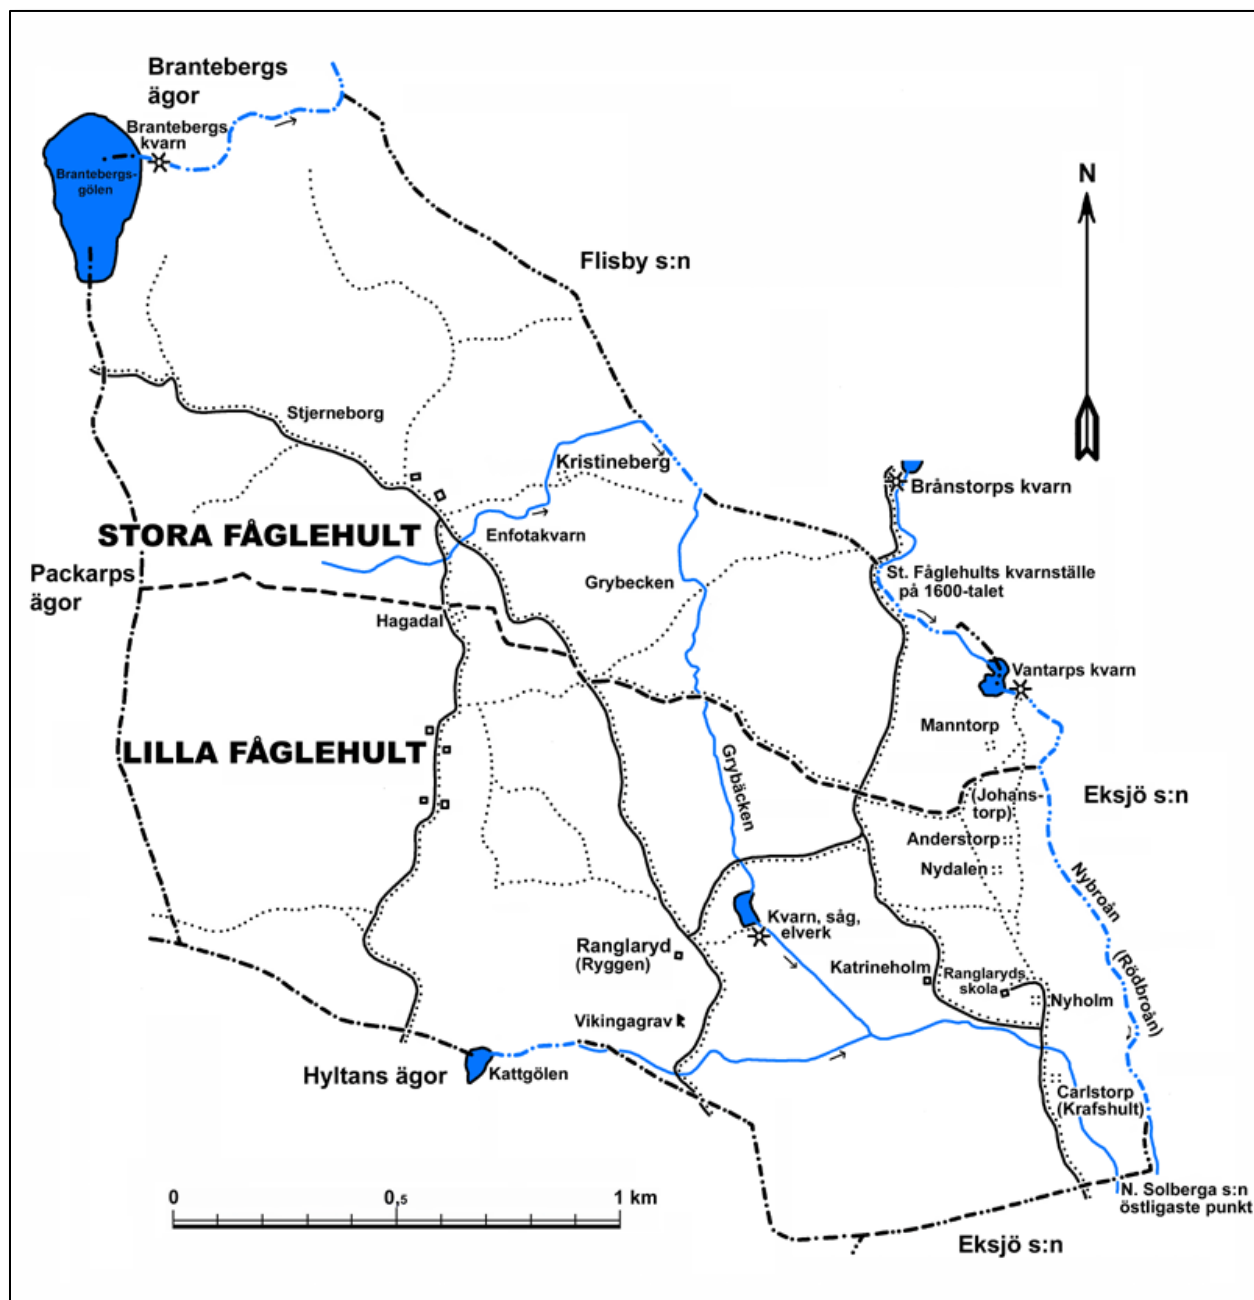 Brantebergs
ägor
Brantebergs
kvarn
Brantebergs-
gölen
N
Flisby s:n
Stjerneborg
Kristineberg
Brånstorps kvarn
STORA FÅGLEHULT
Enfotakvarn
Packarps
ägor
Grybecken
St. Fåglehults kvarnställe
på 1600-talet
Hagadal
Vantarps kvarn
Manntorp
LILLA FÅGLEHULT
Grybäcken
(Johans-
torp)
Eksjö s:n
Anderstorp
Nydalen
Nybroån
(Rödbroån)
Kvarn, såg,
elverk
Ranglaryd
(Ryggen)
Katrineholm
Ranglaryds
skola
Nyholm
Vikingagrav
Hyltans ägor
Kattgölen
Carlstorp
(Krafshult)
0 0,5 1 km
N. Solberga s:n
östligaste punkt
Eksjö s:n